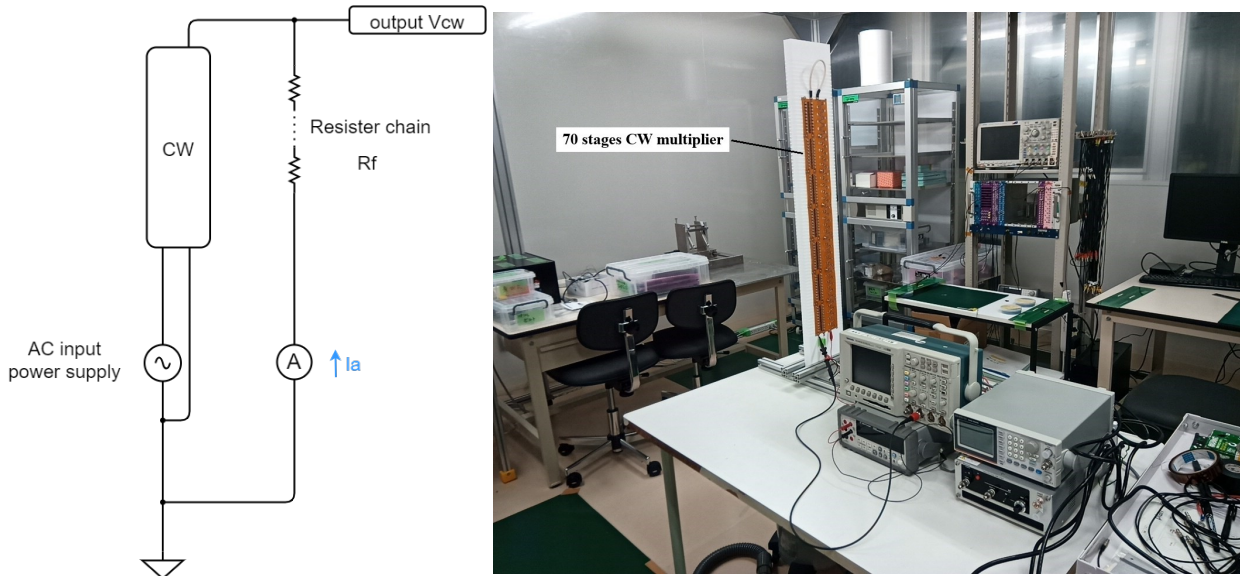 output Vcw
CW
Resister chain
Rf
AC input
power supply
A
Ia
70 stages CW multiplier